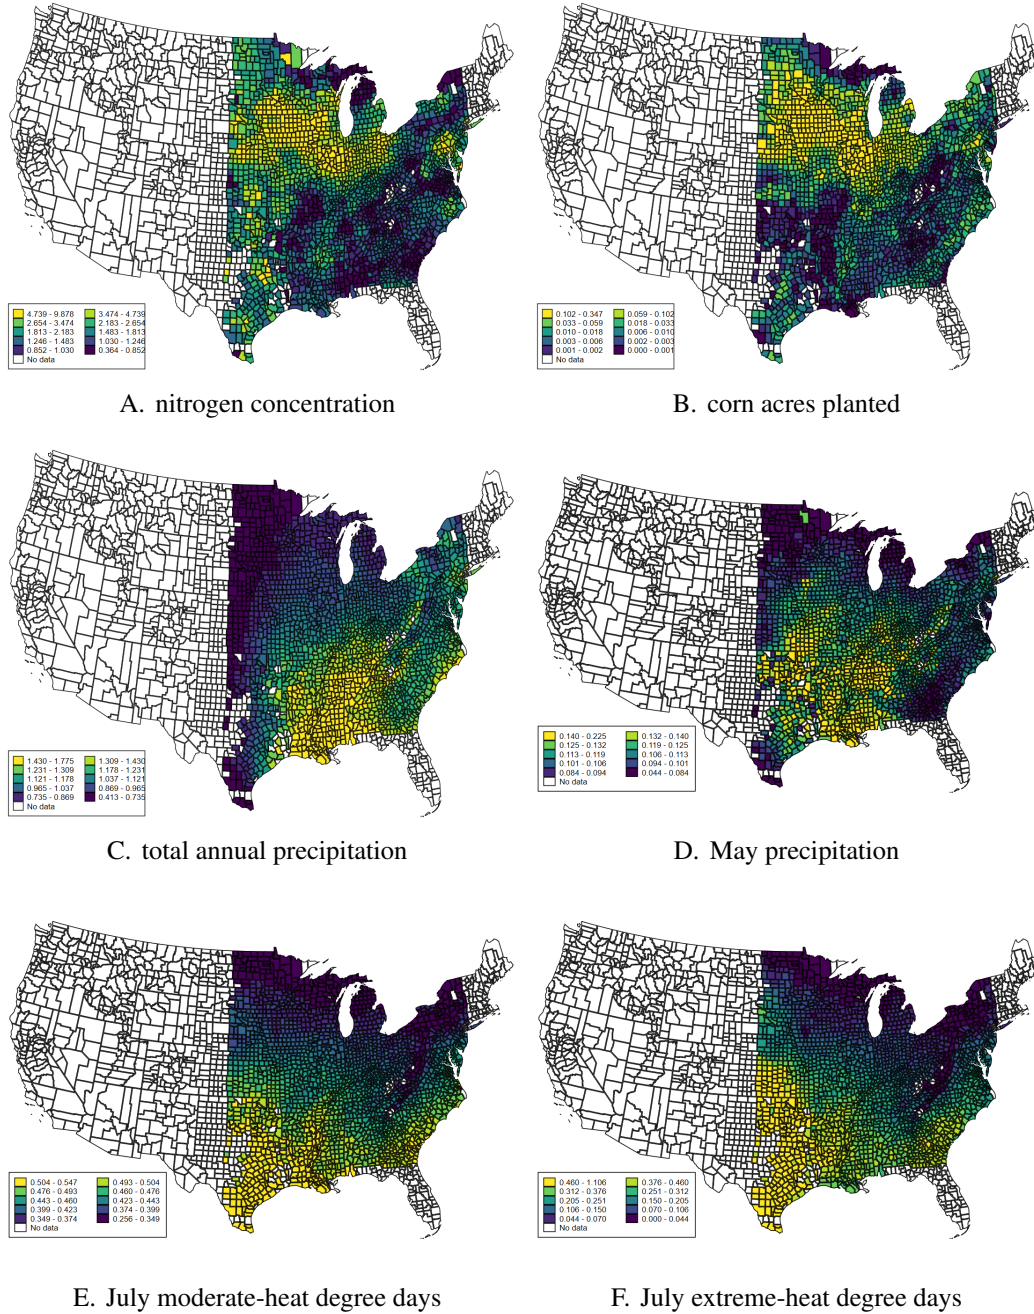 4.739 - 9.878 3.474 - 4.739
2.654 - 3.474 2.183 - 2.654
1.813 - 2.183 1.483 - 1.813
1.246 - 1.483 1.030 - 1.246
0.852 - 1.030 0.364 - 0.852
No data
0.102 - 0.347 0.059 - 0.102
0.033 - 0.059 0.018 - 0.033
0.010 - 0.018 0.006 - 0.010
0.003 - 0.006 0.002 - 0.003
0.001 - 0.002 0.000 - 0.001
No data
A. nitrogen concentration
B. corn acres planted
1.430 - 1.775 1.309 - 1.430
1.231 - 1.309 1.178 - 1.231
1.121 - 1.178 1.037 - 1.121
0.965 - 1.037 0.869 - 0.965
0.735 - 0.869 0.413 - 0.735
No data
0.140 - 0.225 0.132 - 0.140
0.125 - 0.132 0.119 - 0.125
0.113 - 0.119 0.106 - 0.113
0.101 - 0.106 0.094 - 0.101
0.084 - 0.094 0.044 - 0.084
No data
C. total annual precipitation
D. May precipitation
0.504 - 0.547 0.493 - 0.504
0.476 - 0.493 0.460 - 0.476
0.443 - 0.460 0.423 - 0.443
0.399 - 0.423 0.374 - 0.399
0.349 - 0.374 0.256 - 0.349
No data
0.460 - 1.106 0.376 - 0.460
0.312 - 0.376 0.251 - 0.312
0.205 - 0.251 0.150 - 0.205
0.106 - 0.150 0.070 - 0.106
0.044 - 0.070 0.000 - 0.044
No data
E. July moderate-heat degree days
F. July extreme-heat degree days